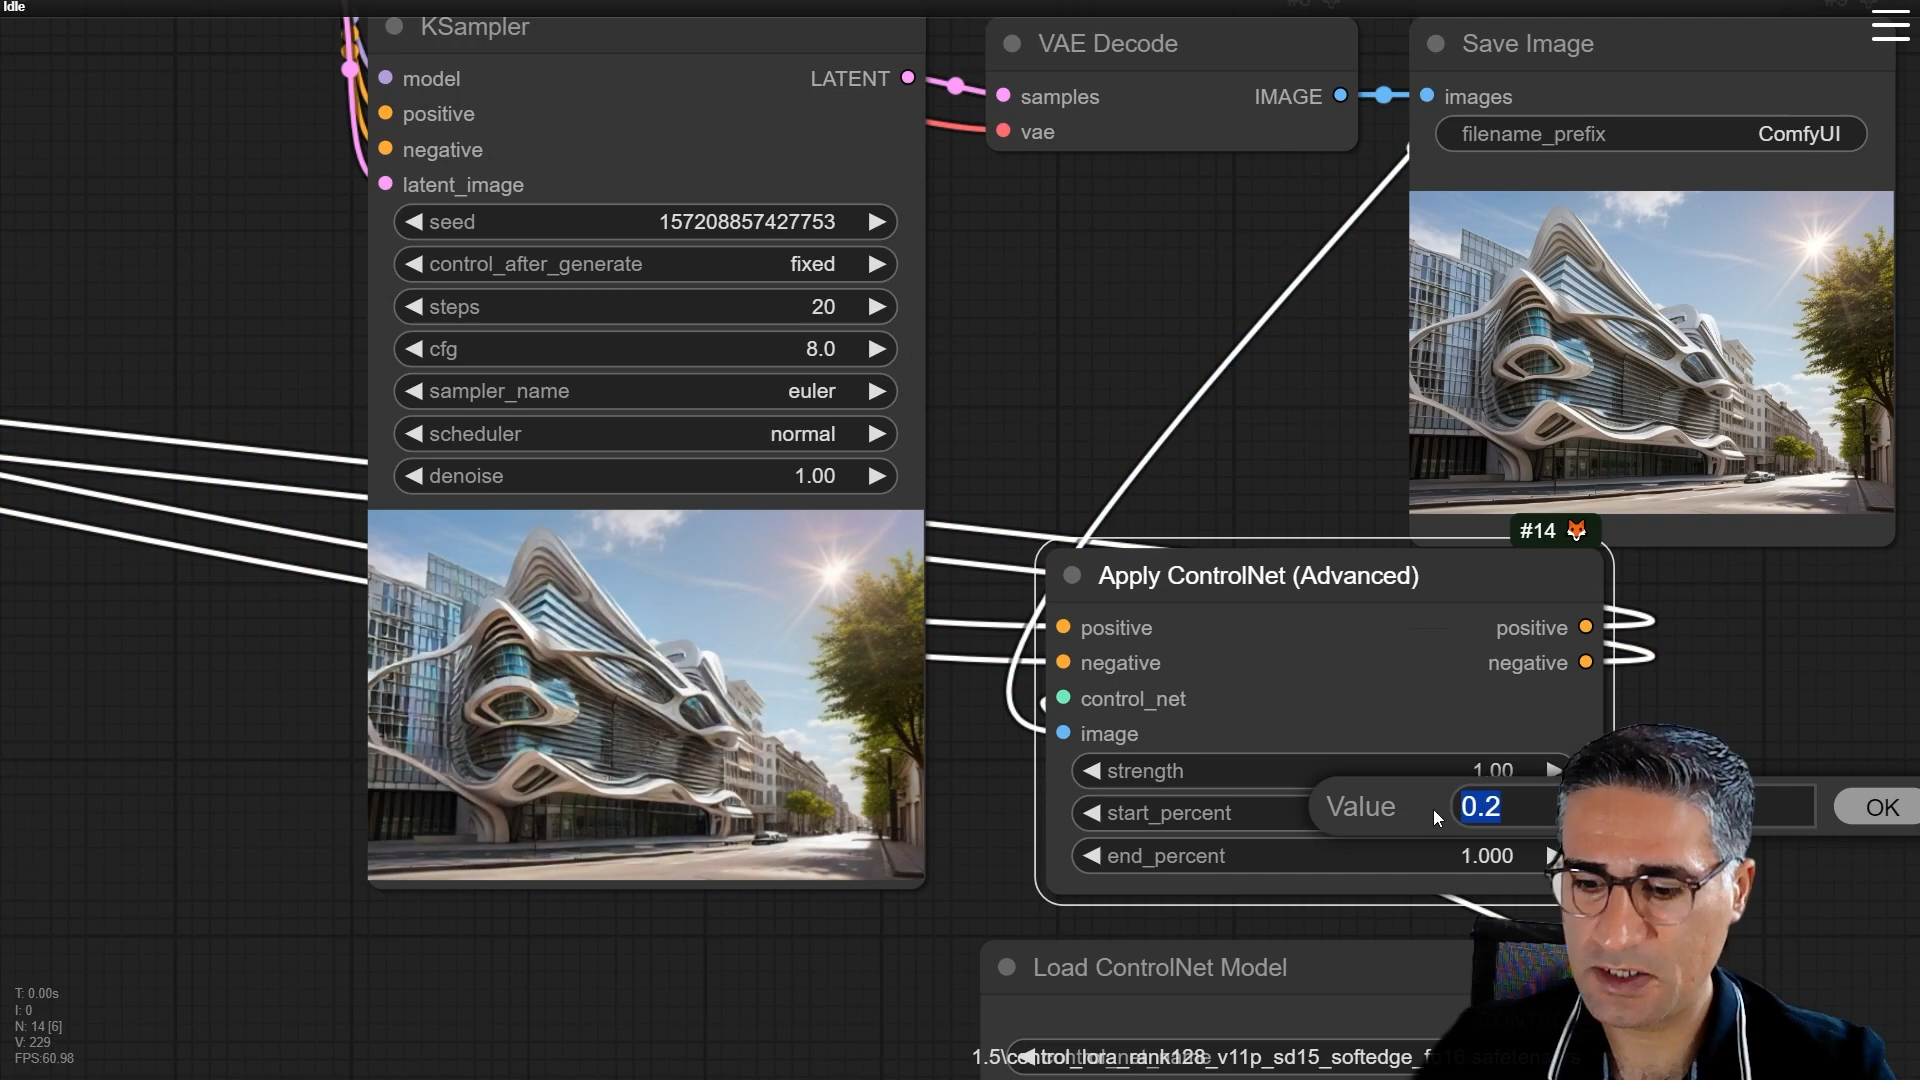 Idle
KSampler
model
LATENT
positive
negative
latent_image
seed 157208857427753
control_after_generate fixed
steps 20
cfg 8.0
sampler_name euler
scheduler normal
denoise 1.00
VAE Decode
samples IMAGE
vae
Save Image
images
filename_prefix ComfyUI
#14
Apply ControlNet (Advanced)
positive positive
negative negative
control_net
image
strength 1.00
start_percent
Value 0.2 OK
end_percent 1.000
Load ControlNet Model
1.5\control_lora_rank128_v11p_sd15_softedge_
T: 0.00s
I: 0
N: 14 [6]
V: 229
FPS:60.98